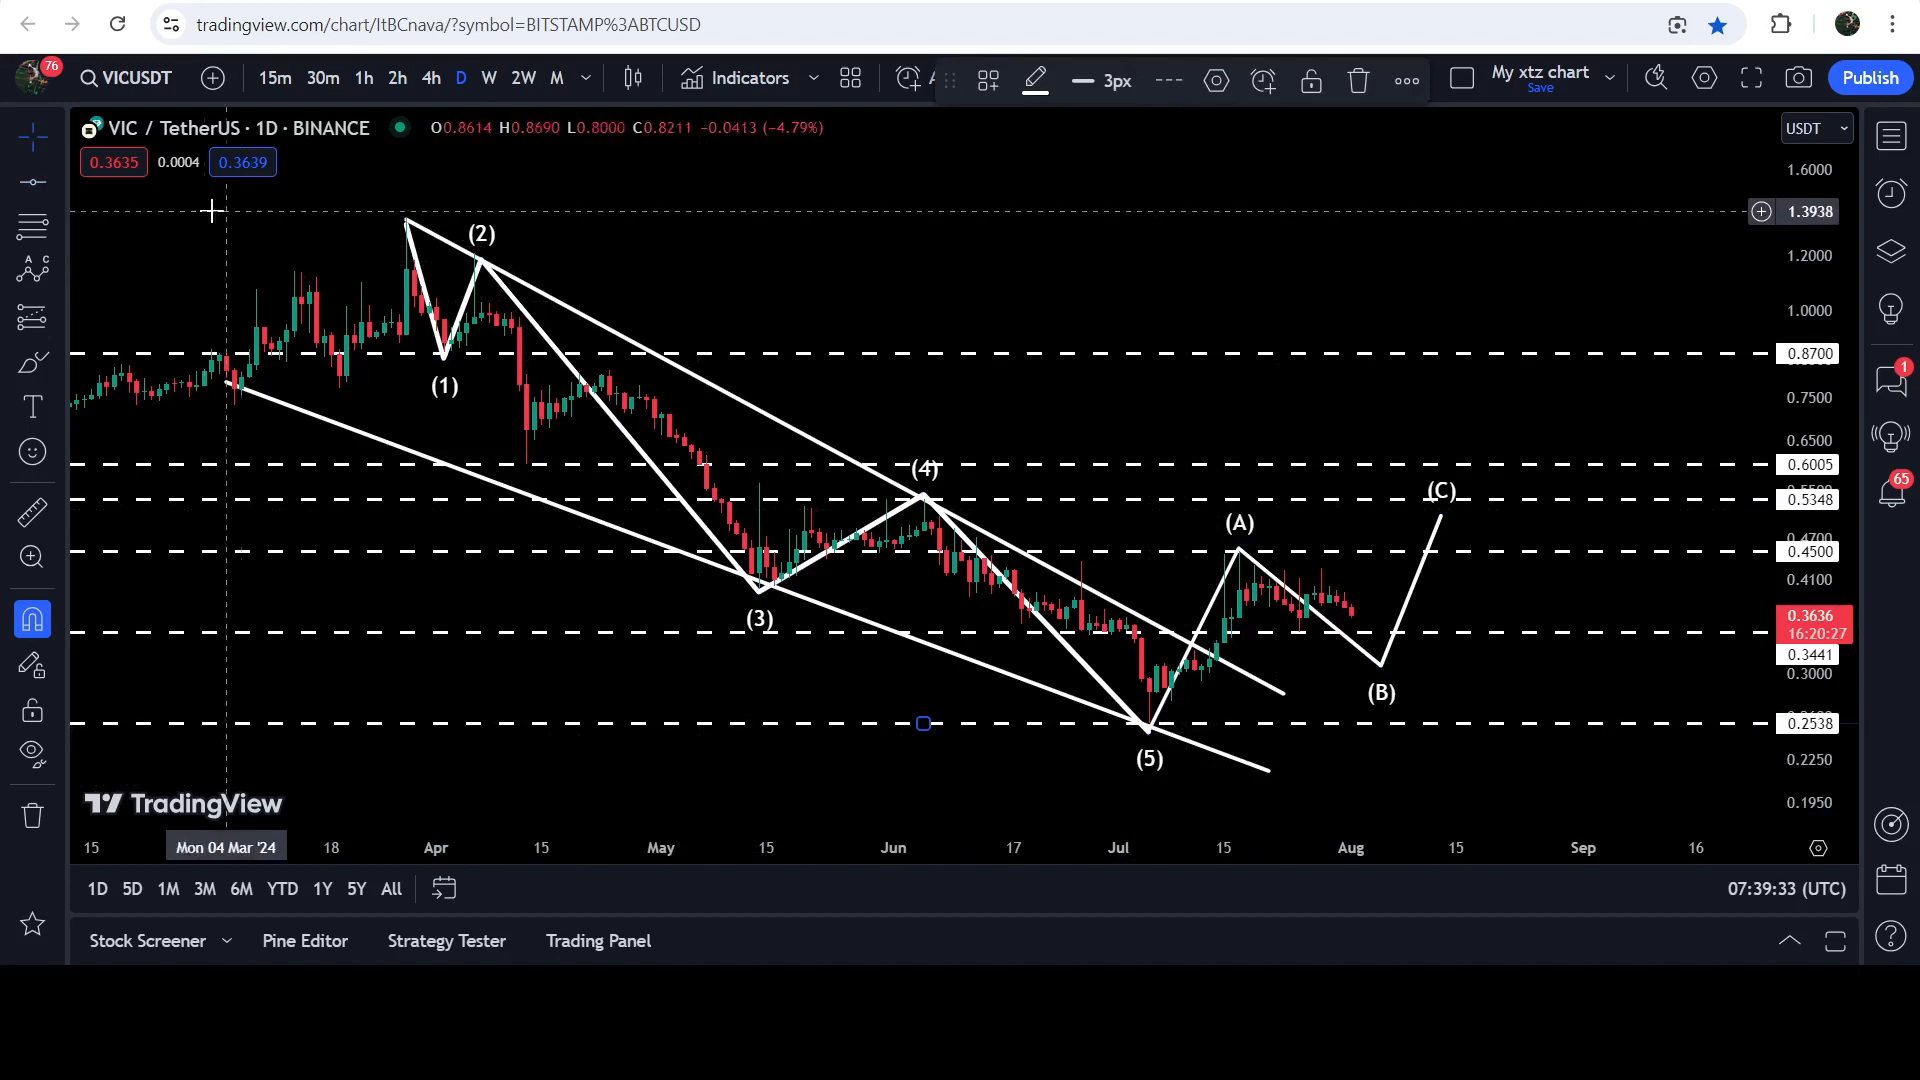 tradingview.com/chart/ItBCnava/?symbol=BITSTAMP%3ABTCUSD
76
VICUSDT 15m 30m 1h 2h 4h D W 2W M Indicators 3px My xtz chart Save Publish
VIC / TetherUS · 1D · BINANCE O0.8614 H0.8690 L0.8000 C0.8211 −0.0413 (−4.79%)
USDT
0.3635 0.0004 0.3639
1.6000
1.3938
(2)
1.2000
1.0000
0.8700
(1)
0.7500
0.6500
0.6005
(4)
(C)
0.5348
(A)
0.4700
0.4500
0.4100
0.3636
(3)
16:20:27
0.3441
0.3000
(B)
0.2538
(5)
0.2250
TradingView
0.1950
15 Mon 04 Mar '24 18 Apr 15 May 15 Jun 17 Jul 15 Aug 15 Sep 16
1D 5D 1M 3M 6M YTD 1Y 5Y All 07:39:33 (UTC)
Stock Screener Pine Editor Strategy Tester Trading Panel
1
65